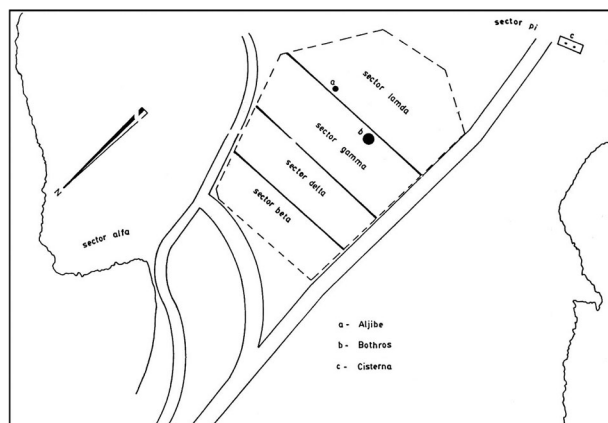 sector pi
c
sector lamda
a
b
sector gamma
sector delta
sector beta
N
sector alfa
a - Aljibe
b - Bothros
c - Cisterna